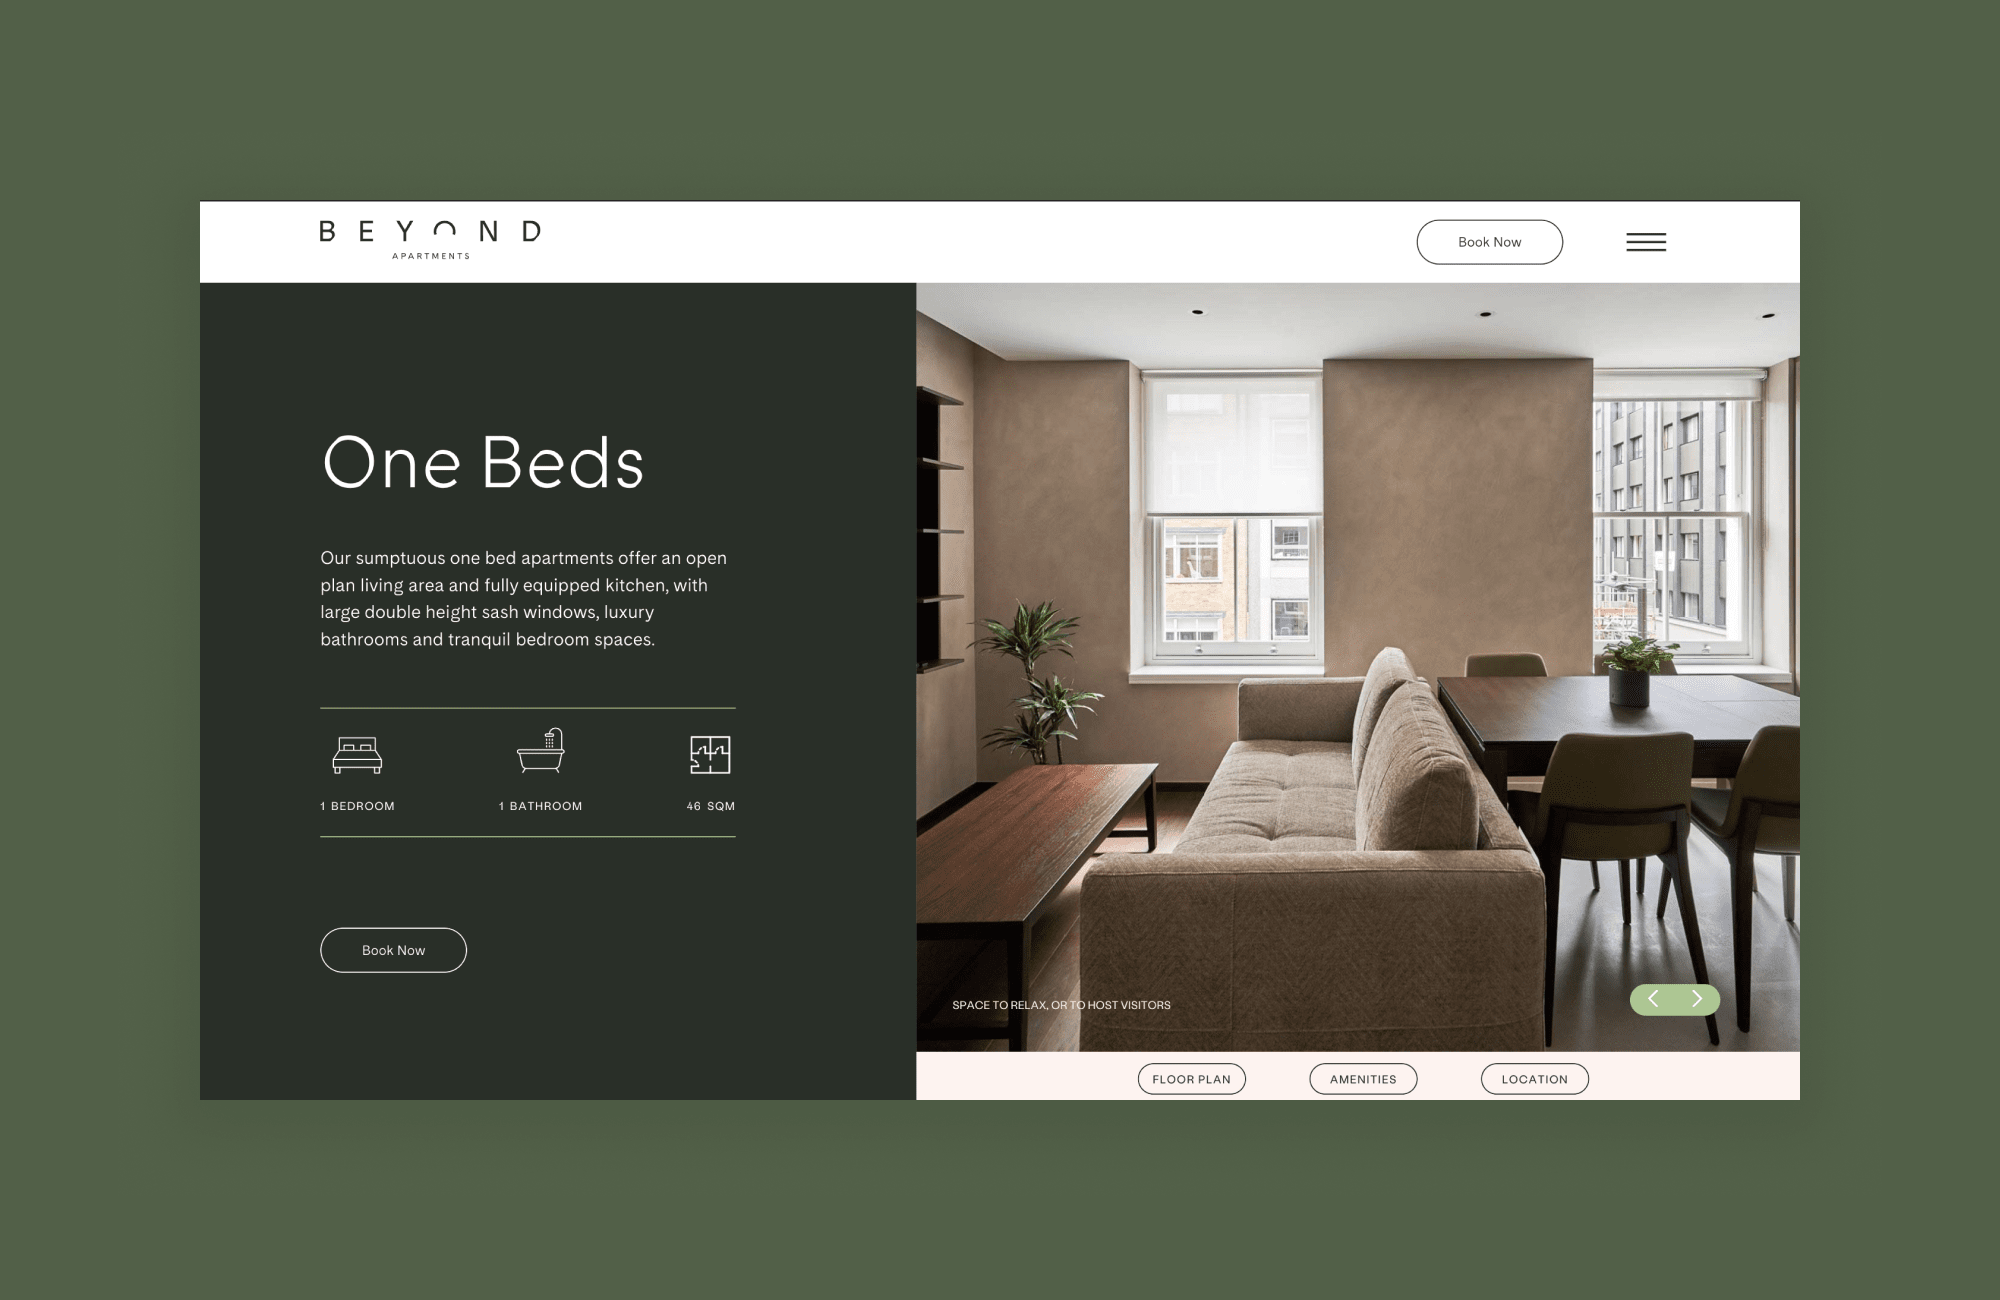 BEYOND
APARTMENTS
Book Now
One Beds
Our sumptuous one bed apartments offer an open
plan living area and fully equipped kitchen, with
large double height sash windows, luxury
bathrooms and tranquil bedroom spaces.
1 BEDROOM
1 BATHROOM
46 SQM
Book Now
SPACE TO RELAX, OR TO HOST VISITORS
FLOOR PLAN
AMENITIES
LOCATION